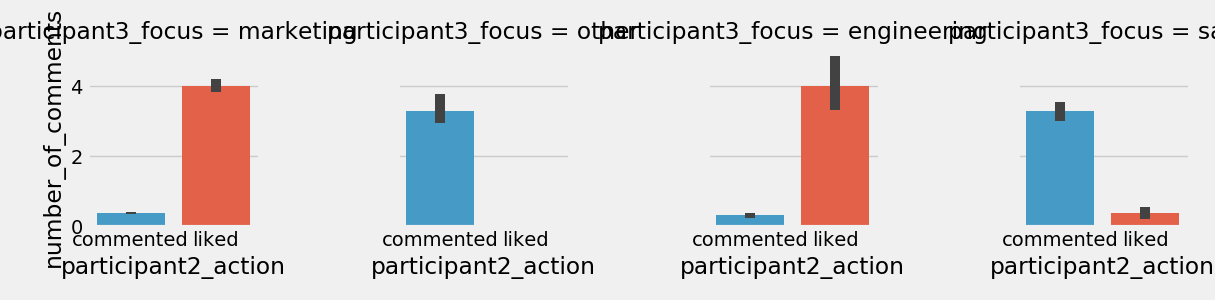 participant3_focus = marketing
participant3_focus = other
participant3_focus = engineering
participant3_focus = sa
number_of_comments
4
2
0
commented liked
commented liked
commented liked
commented liked
participant2_action
participant2_action
participant2_action
participant2_action